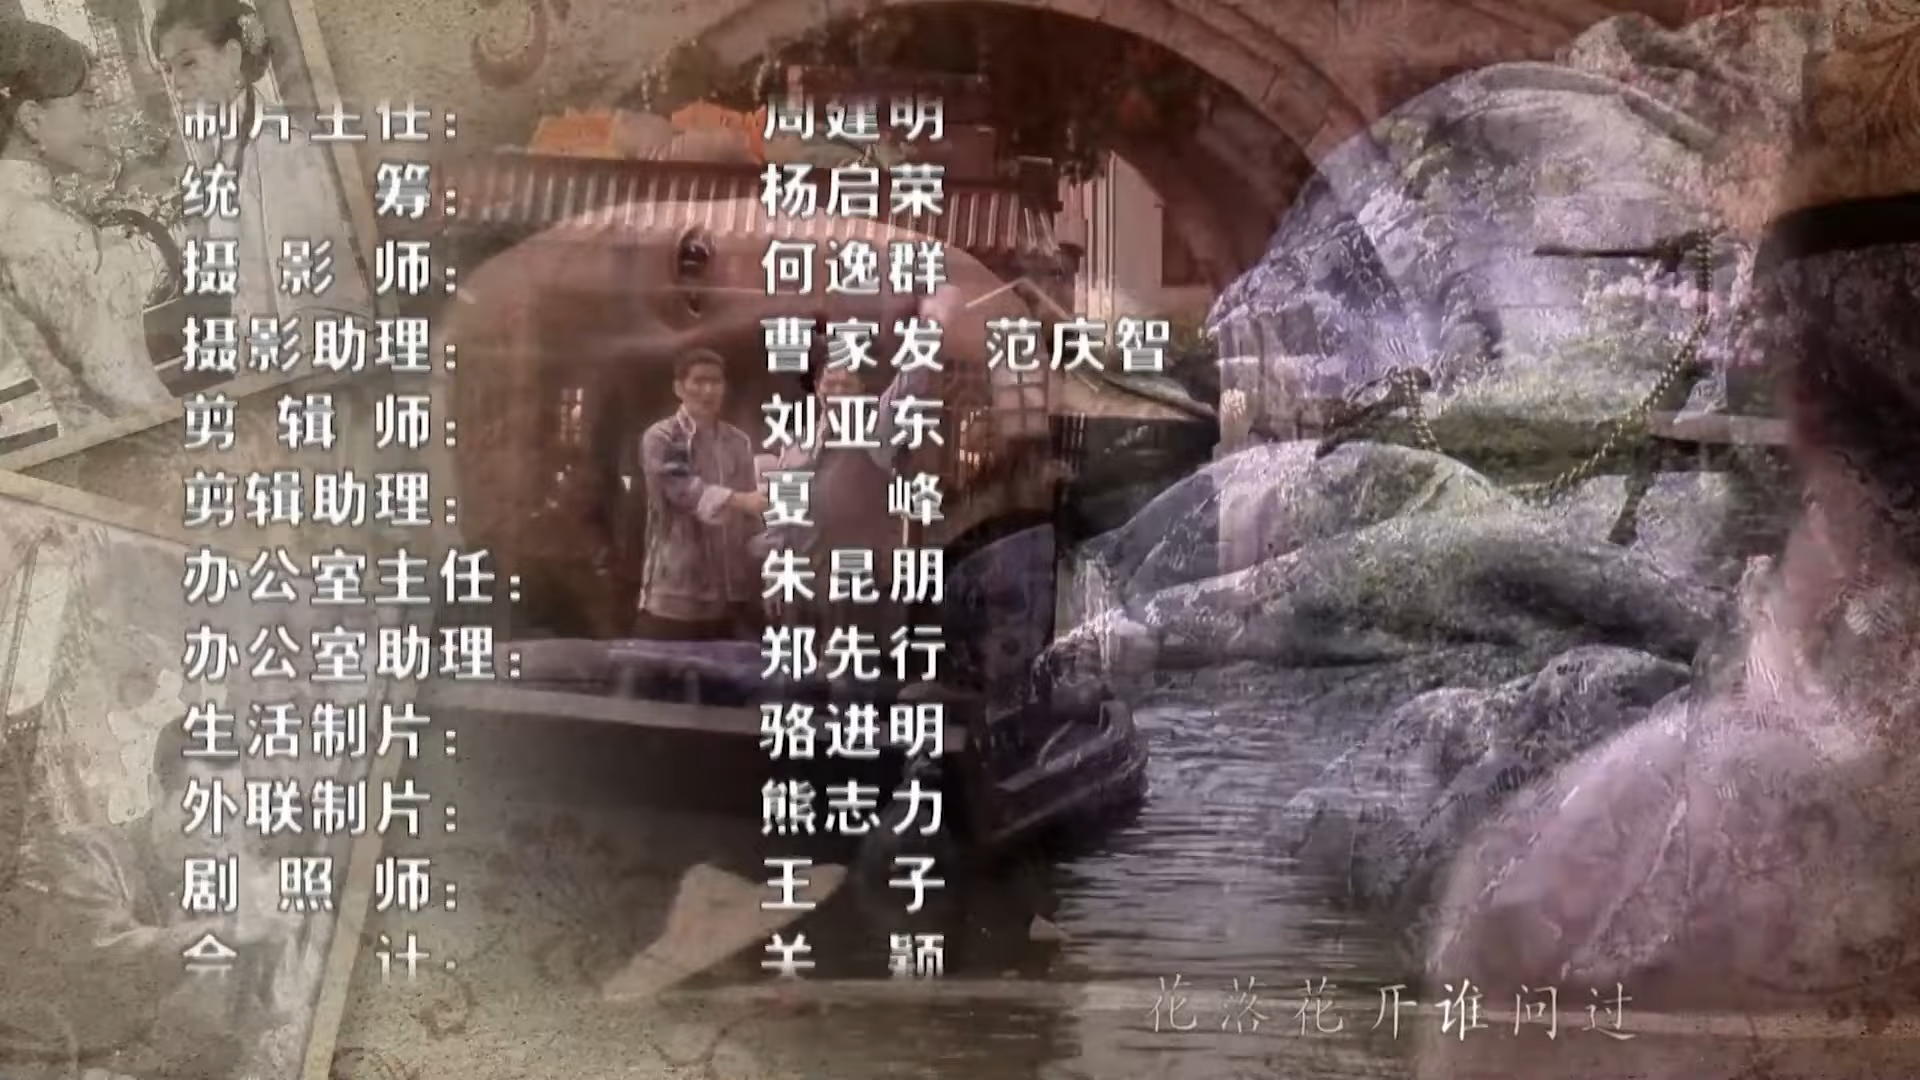 制片主任： 周建明
统筹： 杨启荣
摄影师： 何逸群
摄影助理： 曹家发 范庆智
剪辑师： 刘亚东
剪辑助理： 夏峰
办公室主任： 朱昆朋
办公室助理： 郑先行
生活制片： 骆进明
外联制片： 熊志力
剧照师： 王子
会计： 关颖
花落花开谁问过